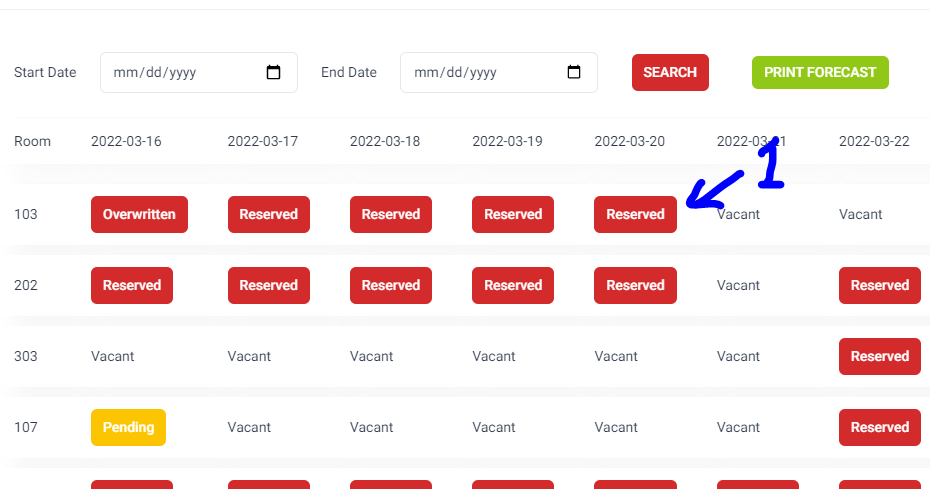 Start Date mm/dd/yyyy End Date mm/dd/yyyy SEARCH PRINT FORECAST
Room 2022-03-16 2022-03-17 2022-03-18 2022-03-19 2022-03-20 2022-03-21 2022-03-22
1
103 Overwritten Reserved Reserved Reserved Reserved Vacant Vacant
202 Reserved Reserved Reserved Reserved Reserved Vacant Reserved
303 Vacant Vacant Vacant Vacant Vacant Vacant Reserved
107 Pending Vacant Vacant Vacant Vacant Vacant Reserved